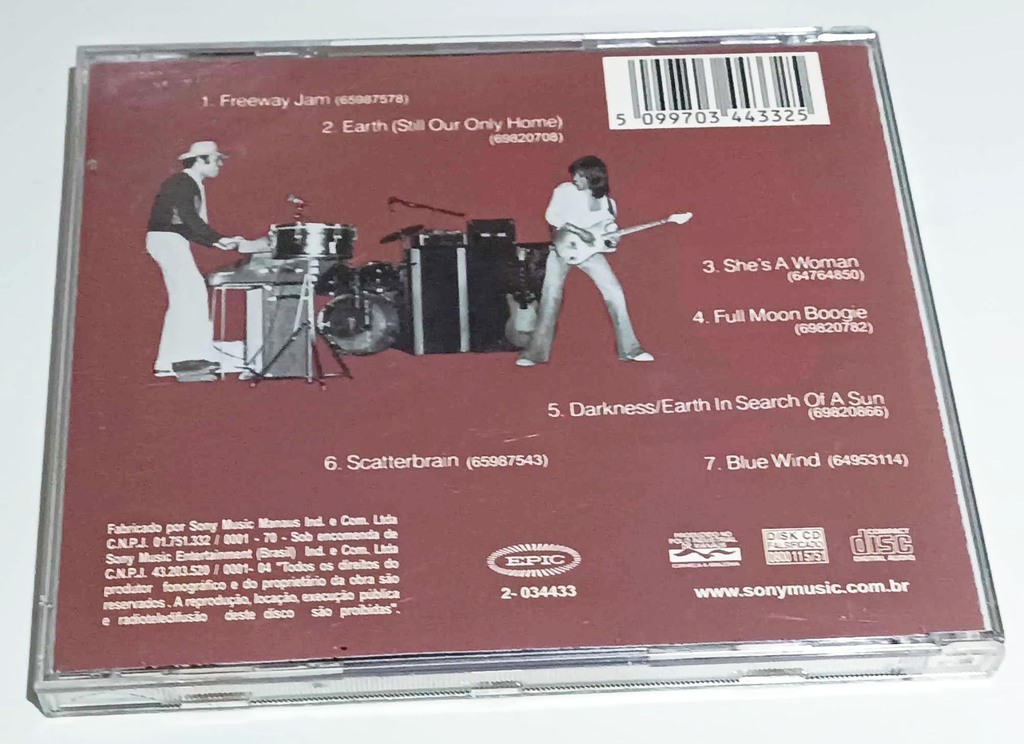 5 099703 443325
1. Freeway Jam (65987578)
2. Earth (Still Our Only Home)
(69820708)
3. She's A Woman
(64764850)
4. Full Moon Boogie
(69820782)
5. Darkness/Earth In Search Of A Sun
(69820866)
6. Scatterbrain (65987543)
7. Blue Wind (64953114)
Fabricado por Sony Music Manaus Ind. e Com. Ltda
C.N.P.J. 01.751.332 / 0001 - 70 - Sob encomenda de
Sony Music Entertainment (Brasil) Ind. e Com. Ltda
C.N.P.J. 43.203.520 / 0001- 04 "Todos os direitos do
produtor fonográfico e do proprietário da obra são
reservados. A reprodução, locação, execução pública
e radioteledifusão deste disco são proibidas".
EPIC
2- 034433
COMPACT
disc
DIGITAL AUDIO
www.sonymusic.com.br